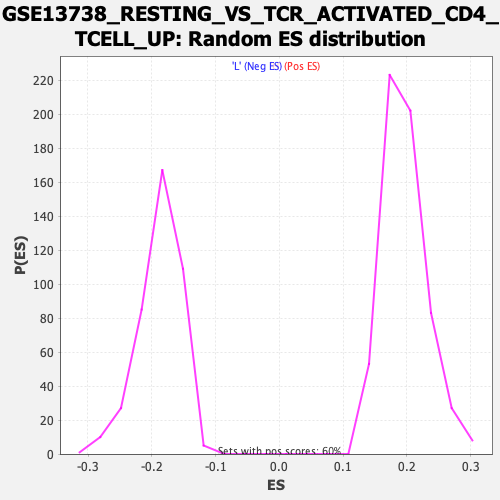 GSE13738_RESTING_VS_TCR_ACTIVATED_CD4_
TCELL_UP: Random ES distribution
'L' (Neg ES) (Pos ES)
220
200
180
160
140
120
100
80
60
40
20
0
P(ES)
Sets with pos scores: 60%
-0.3 -0.2 -0.1 0.0 0.1 0.2 0.3
ES